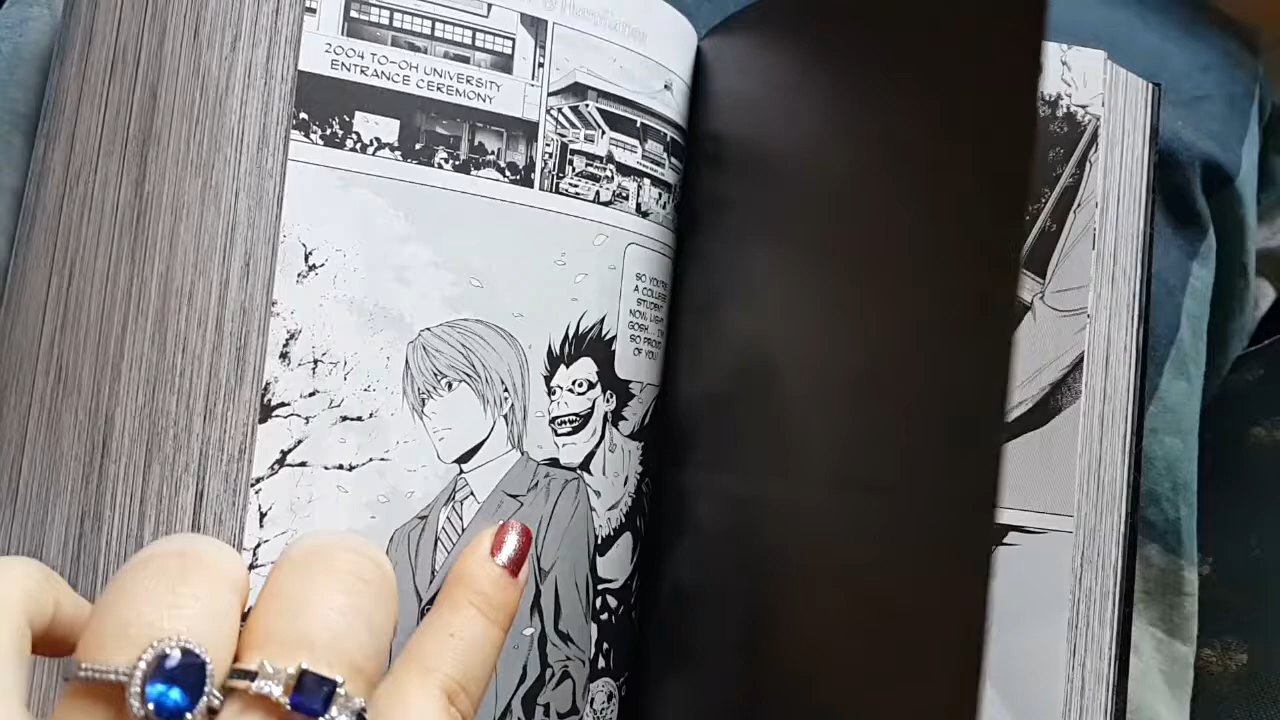 2004 TO-OH UNIVERSITY
ENTRANCE CEREMONY
SO YOU'RE
A COLLEGE
STUDENT
NOW, LIGHT
GOSH... I'M
SO PROUD
OF YOU!